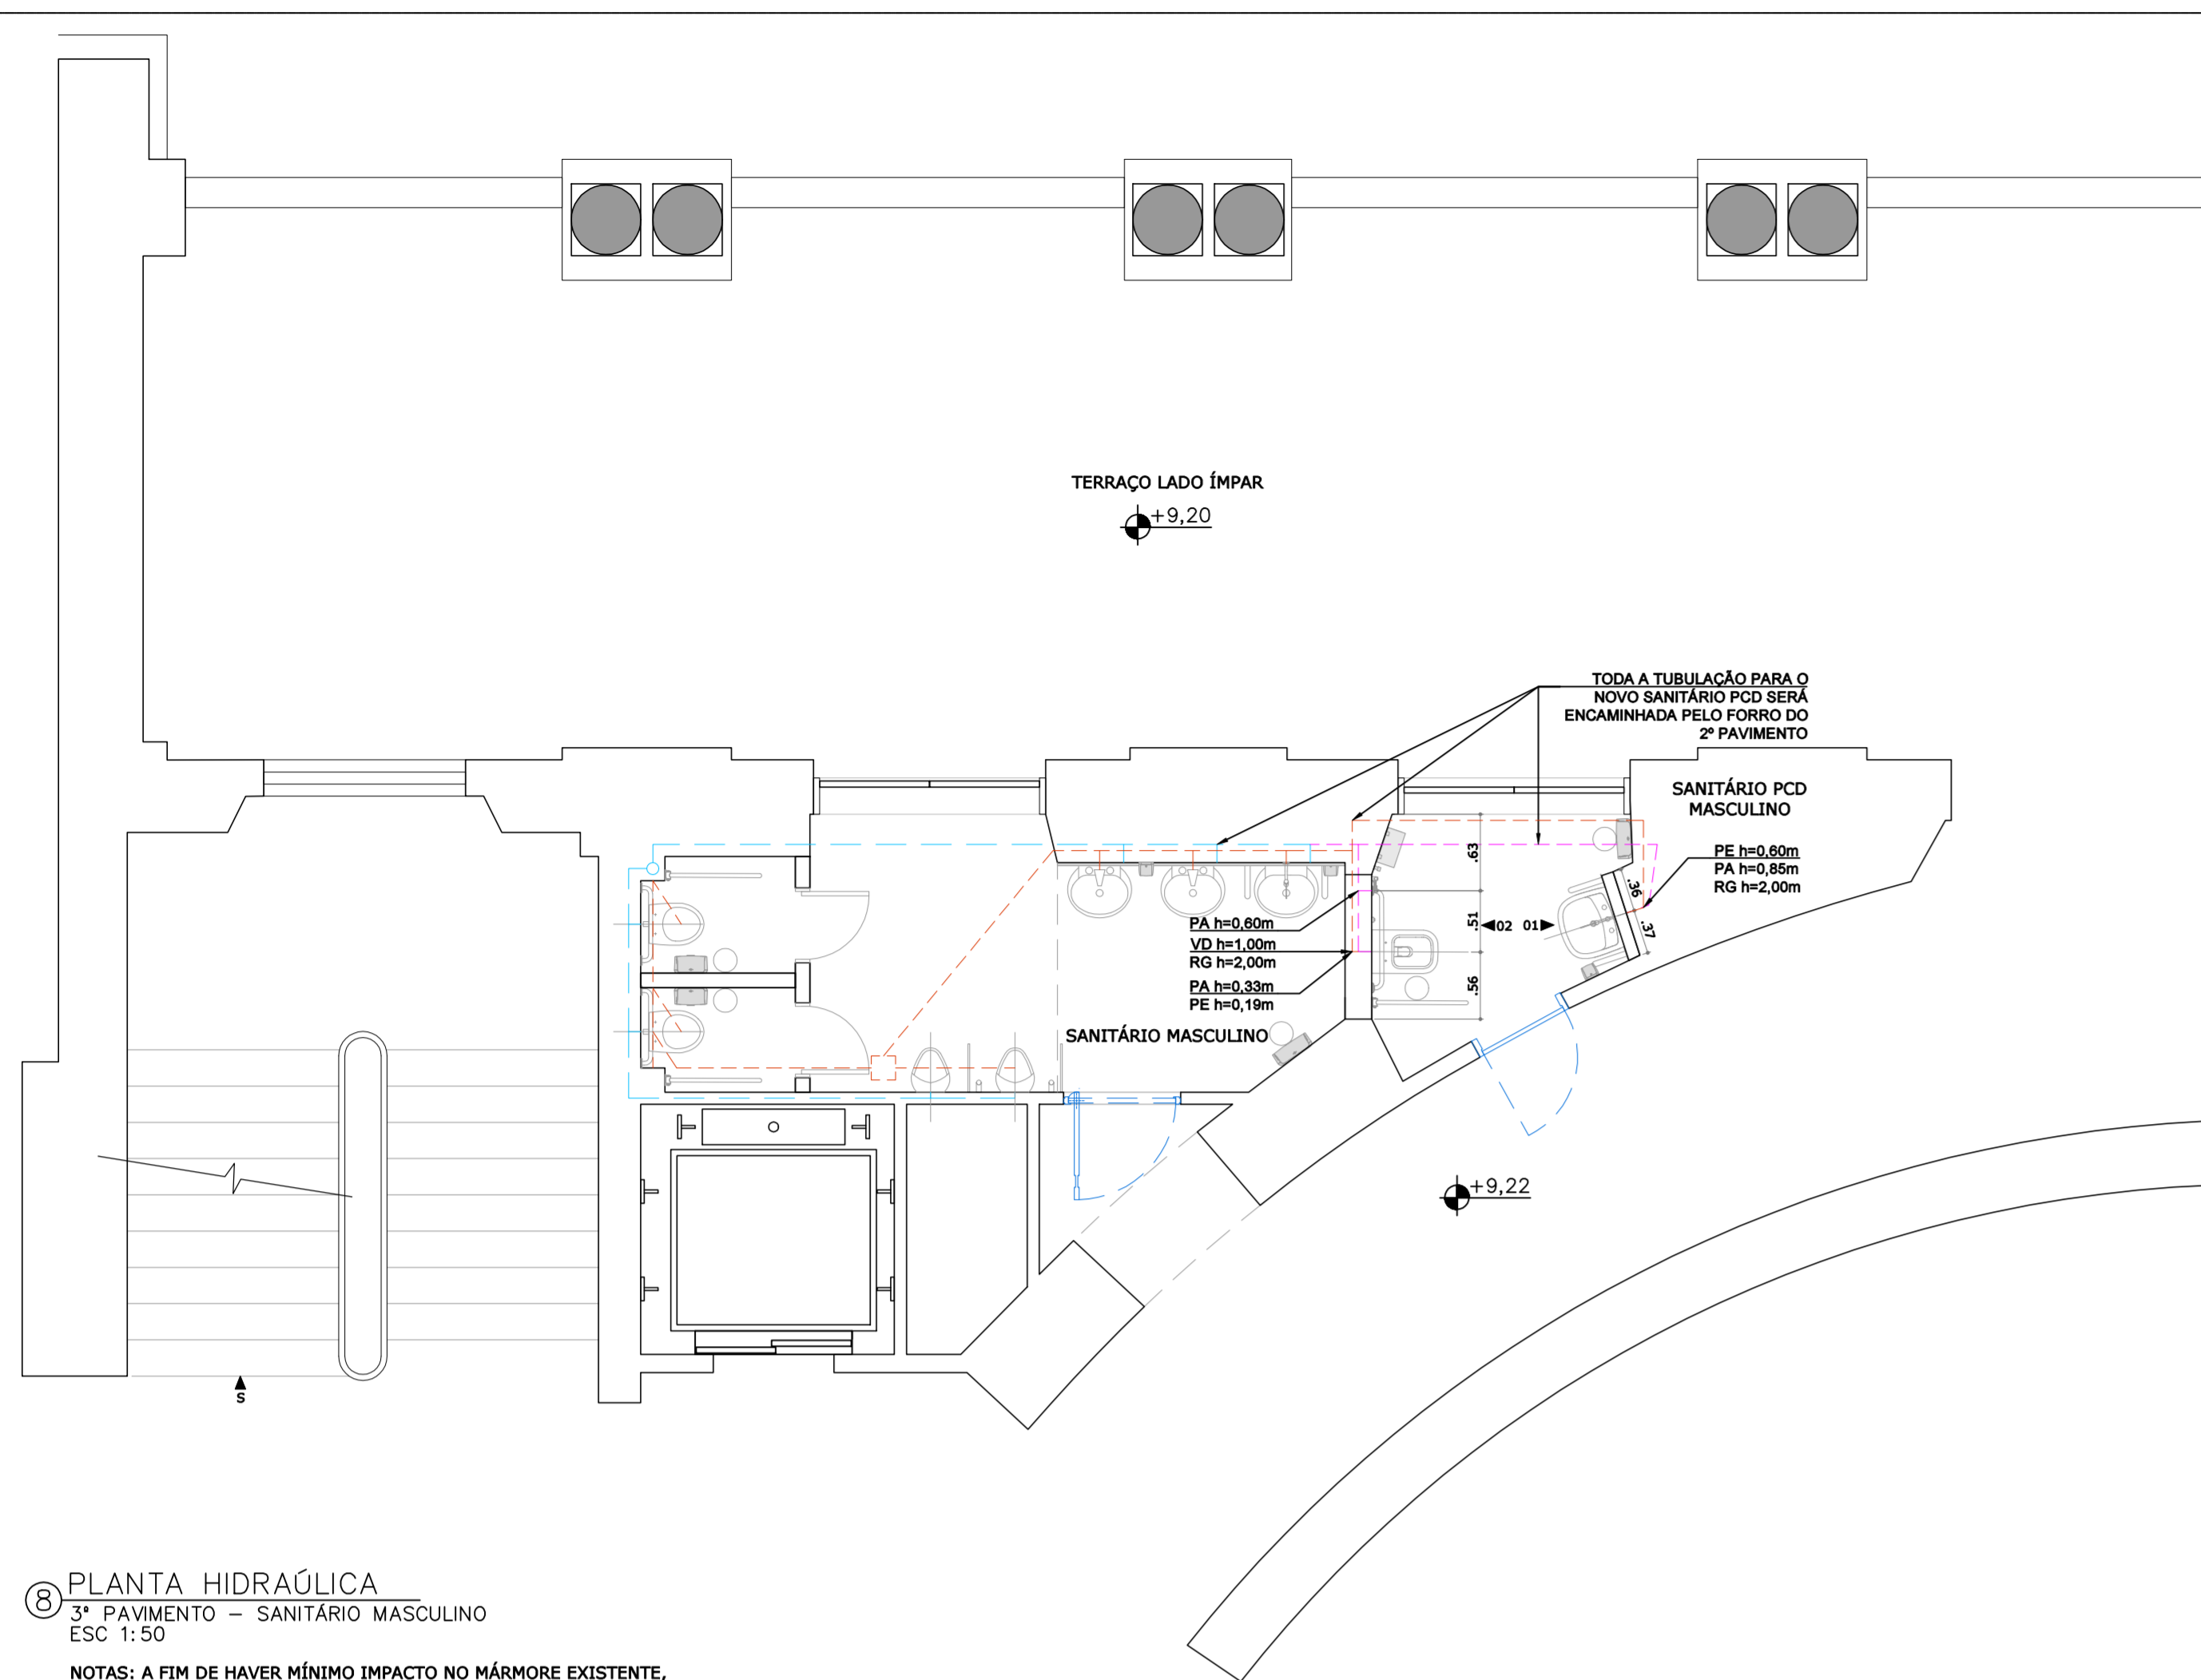 TERRAÇO LADO ÍMPAR
+9,20
TODA A TUBULAÇÃO PARA O
NOVO SANITÁRIO PCD SERÁ
ENCAMINHADA PELO FORRO DO
2º PAVIMENTO
SANITÁRIO PCD
MASCULINO
PE h=0,60m
PA h=0,85m
RG h=2,00m
.63
.51
.56
.36
.37
02 01
PA h=0,60m
VD h=1,00m
RG h=2,00m
PA h=0,33m
PE h=0,19m
SANITÁRIO MASCULINO
+9,22
S
8 PLANTA HIDRAÚLICA
3º PAVIMENTO – SANITÁRIO MASCULINO
ESC 1:50
NOTAS: A FIM DE HAVER MÍNIMO IMPACTO NO MÁRMORE EXISTENTE,